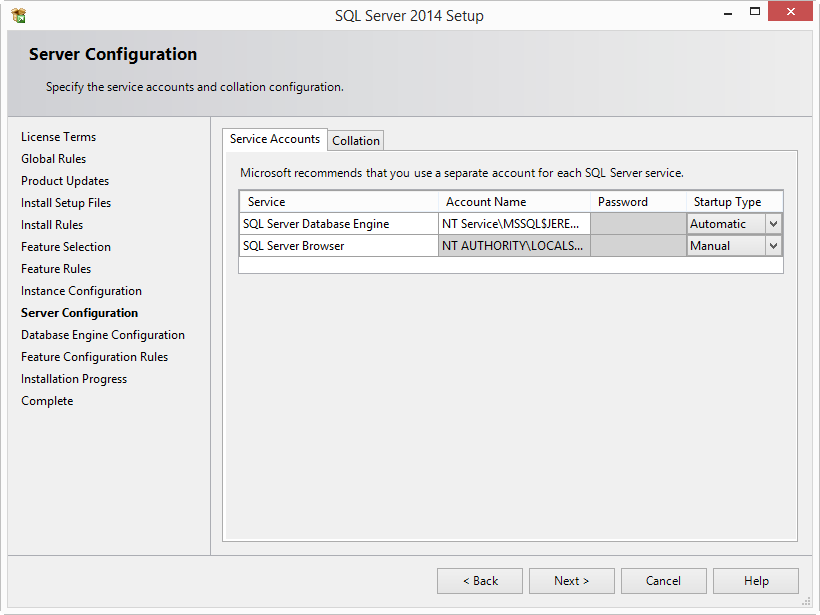 SQL Server 2014 Setup
Server Configuration
Specify the service accounts and collation configuration.
License Terms
Global Rules
Product Updates
Install Setup Files
Install Rules
Feature Selection
Feature Rules
Instance Configuration
Server Configuration
Database Engine Configuration
Feature Configuration Rules
Installation Progress
Complete
Service Accounts Collation
Microsoft recommends that you use a separate account for each SQL Server service.
Service Account Name Password Startup Type
SQL Server Database Engine NT Service\MSSQL$JERE... Automatic
SQL Server Browser NT AUTHORITY\LOCALS... Manual
< Back Next > Cancel Help